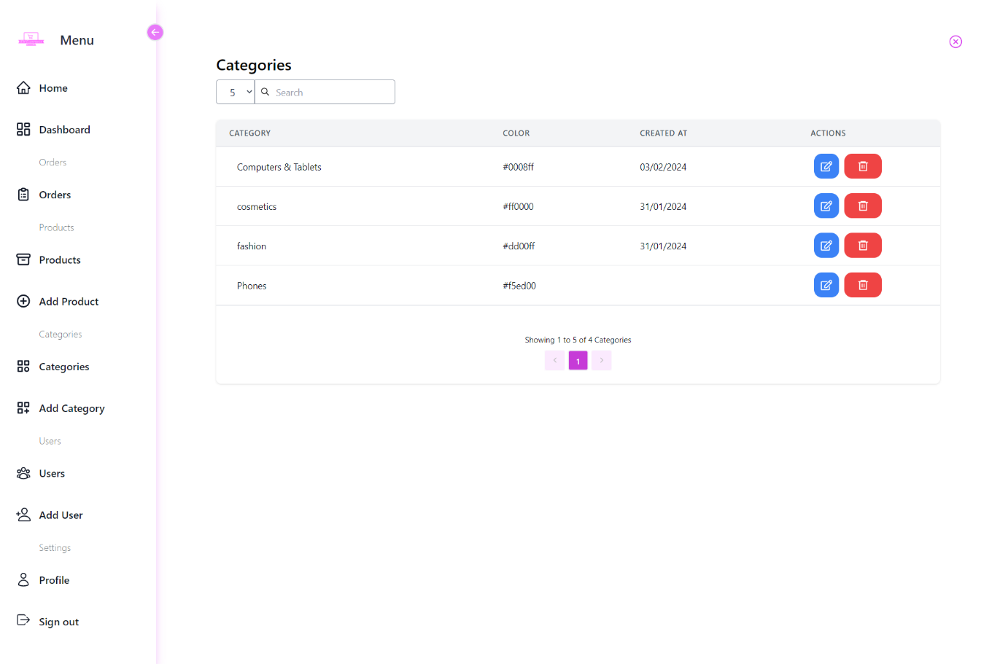 Menu
Home
Dashboard
Orders
Orders
Products
Products
Add Product
Categories
Categories
Add Category
Users
Users
Add User
Settings
Profile
Sign out
Categories
5 Search
CATEGORY COLOR CREATED AT ACTIONS
Computers & Tablets #0008ff 03/02/2024
cosmetics #ff0000 31/01/2024
fashion #dd00ff 31/01/2024
Phones #f5ed00
Showing 1 to 5 of 4 Categories
1